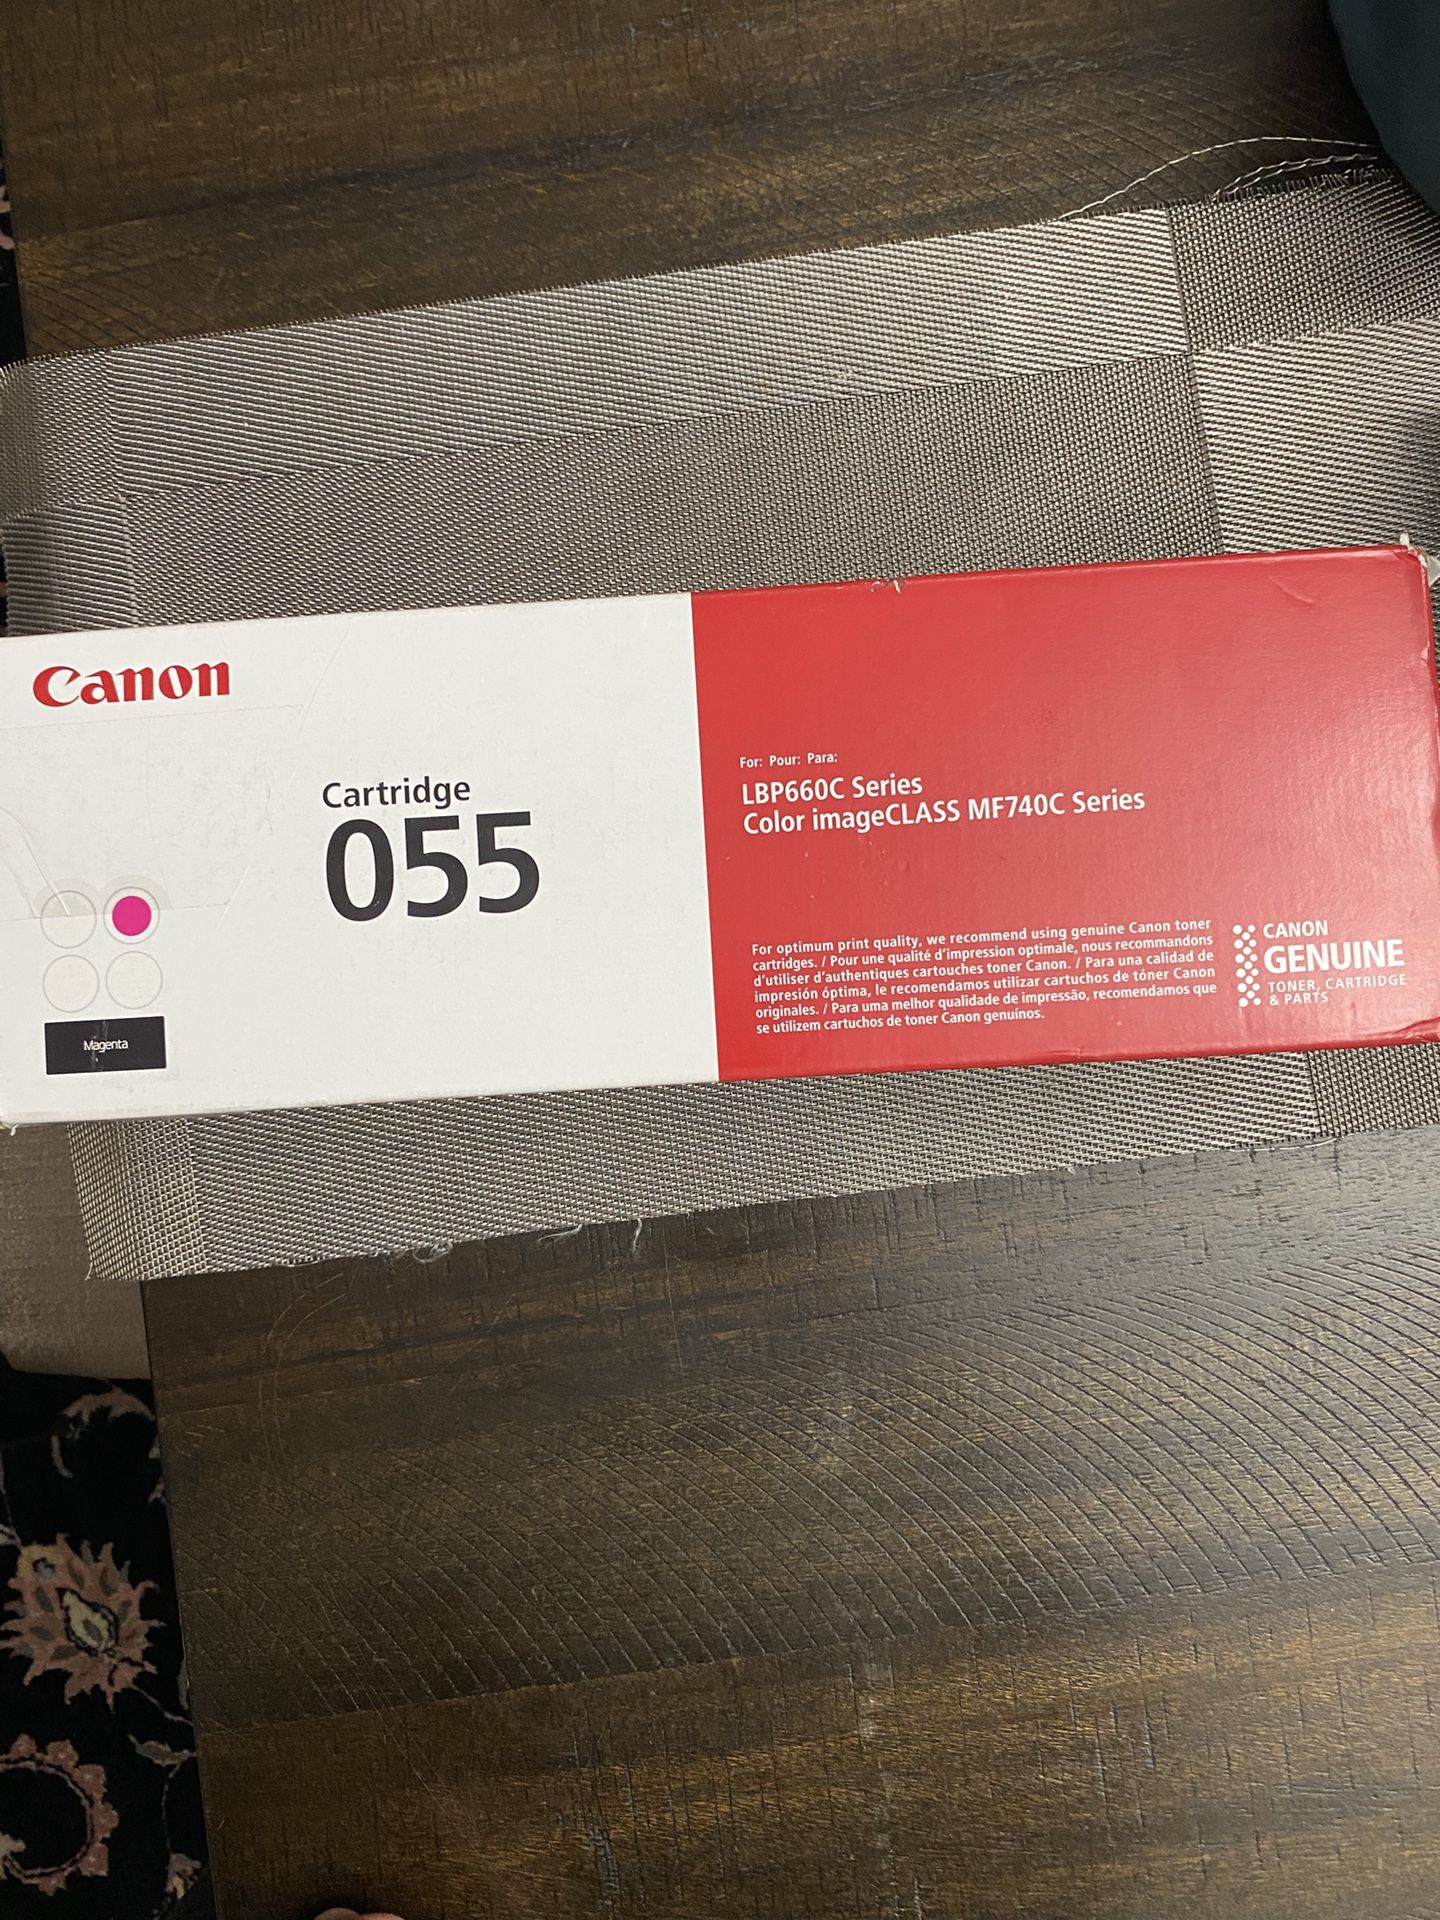 Canon
Cartridge
055
Magenta
For: Pour: Para:
LBP660C Series
Color imageCLASS MF740C Series
For optimum print quality, we recommend using genuine Canon toner
cartridges. / Pour une qualité d'impression optimale, nous recommandons
d'utiliser d'authentiques cartouches toner Canon. / Para una calidad de
impresión óptima, le recomendamos utilizar cartuchos de tóner Canon
originales. / Para uma melhor qualidade de impressão, recomendamos que
se utilizem cartuchos de toner Canon genuínos.
CANON
GENUINE
TONER, CARTRIDGE
& PARTS